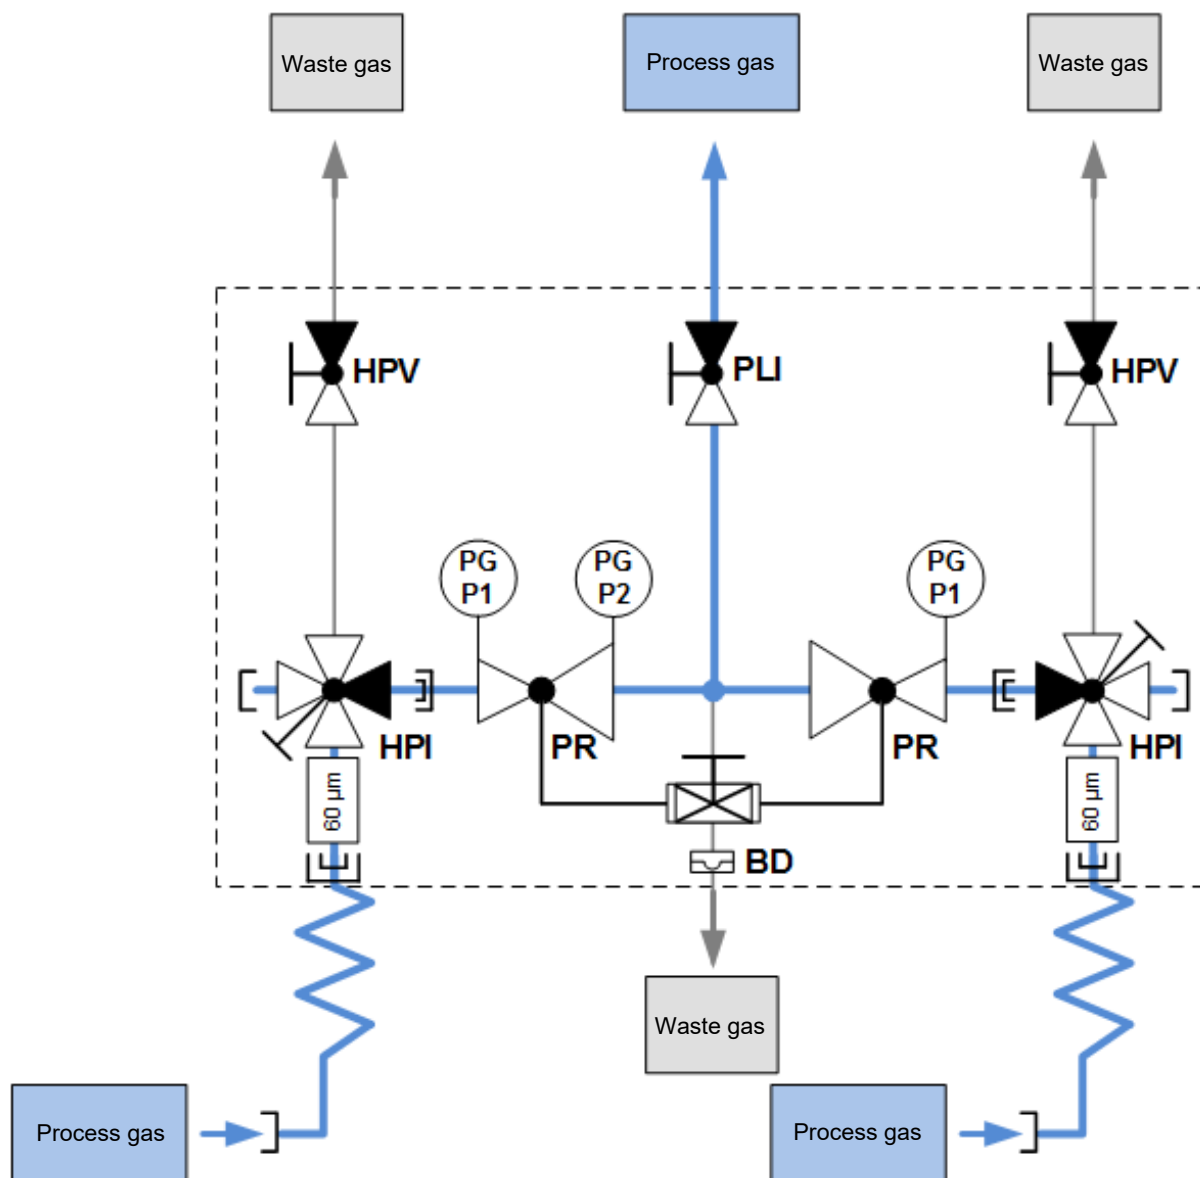 Waste gas
Process gas
Waste gas
HPV
PLI
HPV
PG
P1
PG
P2
PG
P1
HPI
PR
PR
HPI
60 µm
60 µm
BD
Waste gas
Process gas
Process gas